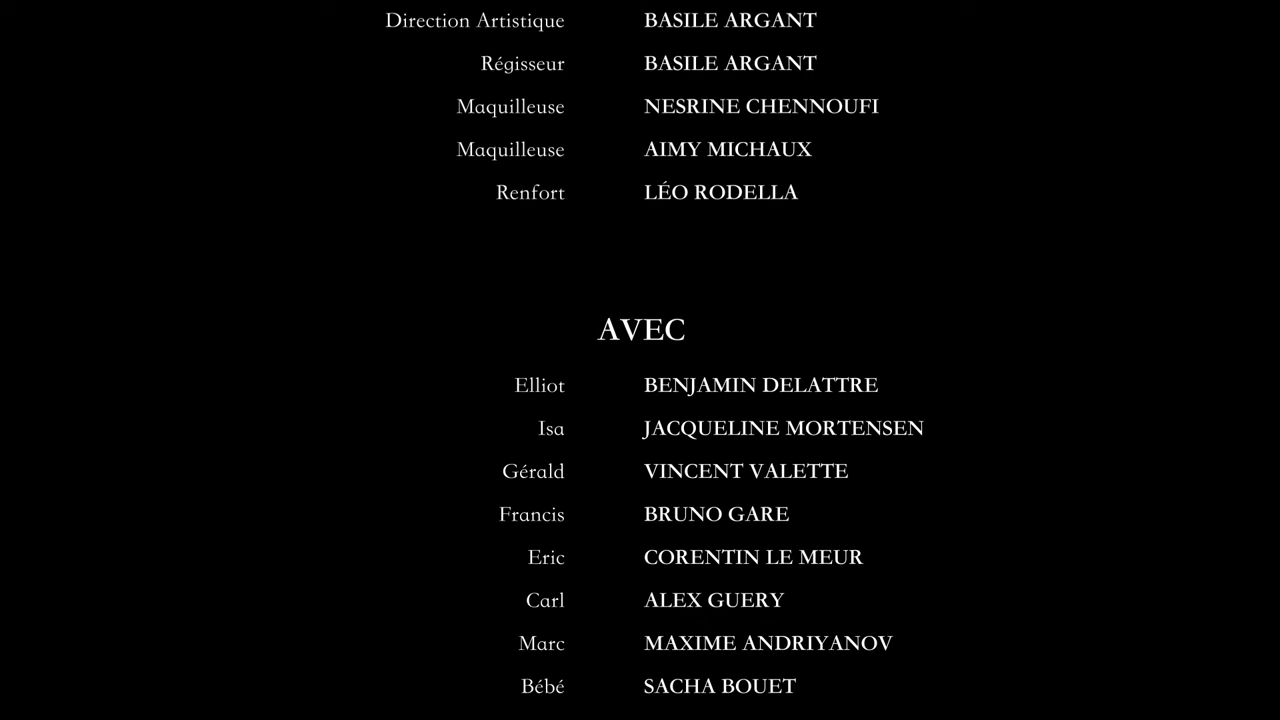 Direction Artistique BASILE ARGANT
Régisseur BASILE ARGANT
Maquilleuse NESRINE CHENNOUFI
Maquilleuse AIMY MICHAUX
Renfort LÉO RODELLA
AVEC
Elliot BENJAMIN DELATTRE
Isa JACQUELINE MORTENSEN
Gérald VINCENT VALETTE
Francis BRUNO GARE
Eric CORENTIN LE MEUR
Carl ALEX GUERY
Marc MAXIME ANDRIYANOV
Bébé SACHA BOUET